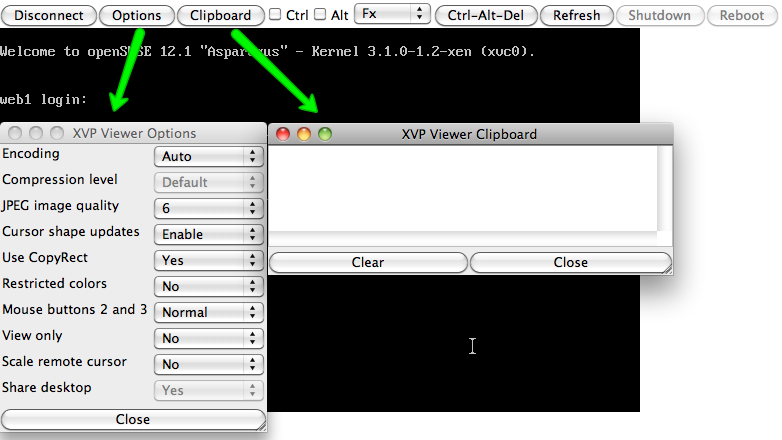 Disconnect Options Clipboard Ctrl Alt Fx Ctrl-Alt-Del Refresh Shutdown Reboot
Welcome to openSUSE 12.1 "Asparagus" - Kernel 3.1.0-1.2-xen (xvc0).
web1 login:
XVP Viewer Options
Encoding Auto
Compression level Default
JPEG image quality 6
Cursor shape updates Enable
Use CopyRect Yes
Restricted colors No
Mouse buttons 2 and 3 Normal
View only No
Scale remote cursor No
Share desktop Yes
Close
XVP Viewer Clipboard
Clear Close